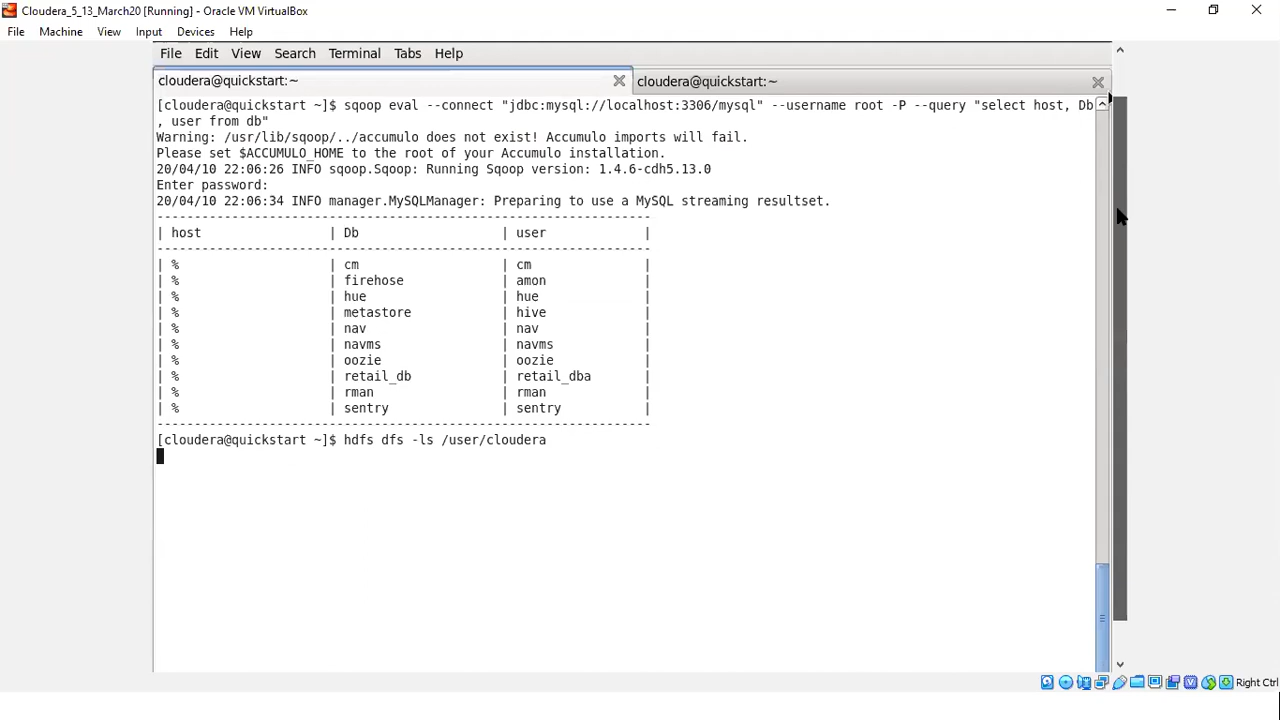 Cloudera_5_13_March20 [Running] - Oracle VM VirtualBox
File Machine View Input Devices Help
File Edit View Search Terminal Tabs Help
cloudera@quickstart:~ cloudera@quickstart:~
[cloudera@quickstart ~]$ sqoop eval --connect "jdbc:mysql://localhost:3306/mysql" --username root -P --query "select host, Db
, user from db"
Warning: /usr/lib/sqoop/../accumulo does not exist! Accumulo imports will fail.
Please set $ACCUMULO_HOME to the root of your Accumulo installation.
20/04/10 22:06:26 INFO sqoop.Sqoop: Running Sqoop version: 1.4.6-cdh5.13.0
Enter password:
20/04/10 22:06:34 INFO manager.MySQLManager: Preparing to use a MySQL streaming resultset.
------------------------------------------------------------------
| host | Db | user |
------------------------------------------------------------------
| % | cm | cm |
| % | firehose | amon |
| % | hue | hue |
| % | metastore | hive |
| % | nav | nav |
| % | navms | navms |
| % | oozie | oozie |
| % | retail_db | retail_dba |
| % | rman | rman |
| % | sentry | sentry |
------------------------------------------------------------------
[cloudera@quickstart ~]$ hdfs dfs -ls /user/cloudera
Right Ctrl